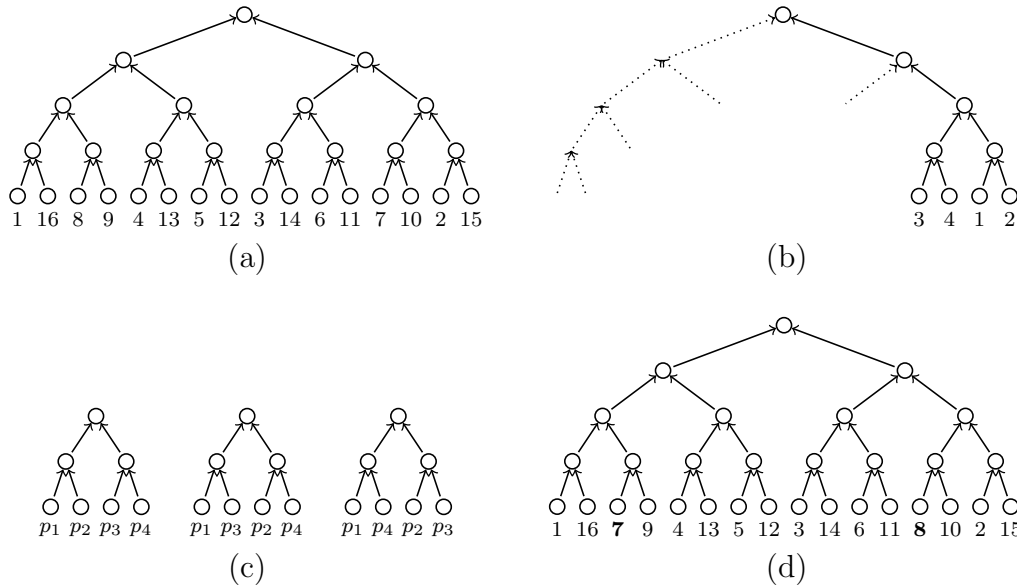 1 16 8 9 4 13 5 12 3 14 6 11 7 10 2 15
3 4 1 2
(a)
(b)
p1 p2 p3 p4
p1 p3 p2 p4
p1 p4 p2 p3
1 16 7 9 4 13 5 12 3 14 6 11 8 10 2 15
(c)
(d)